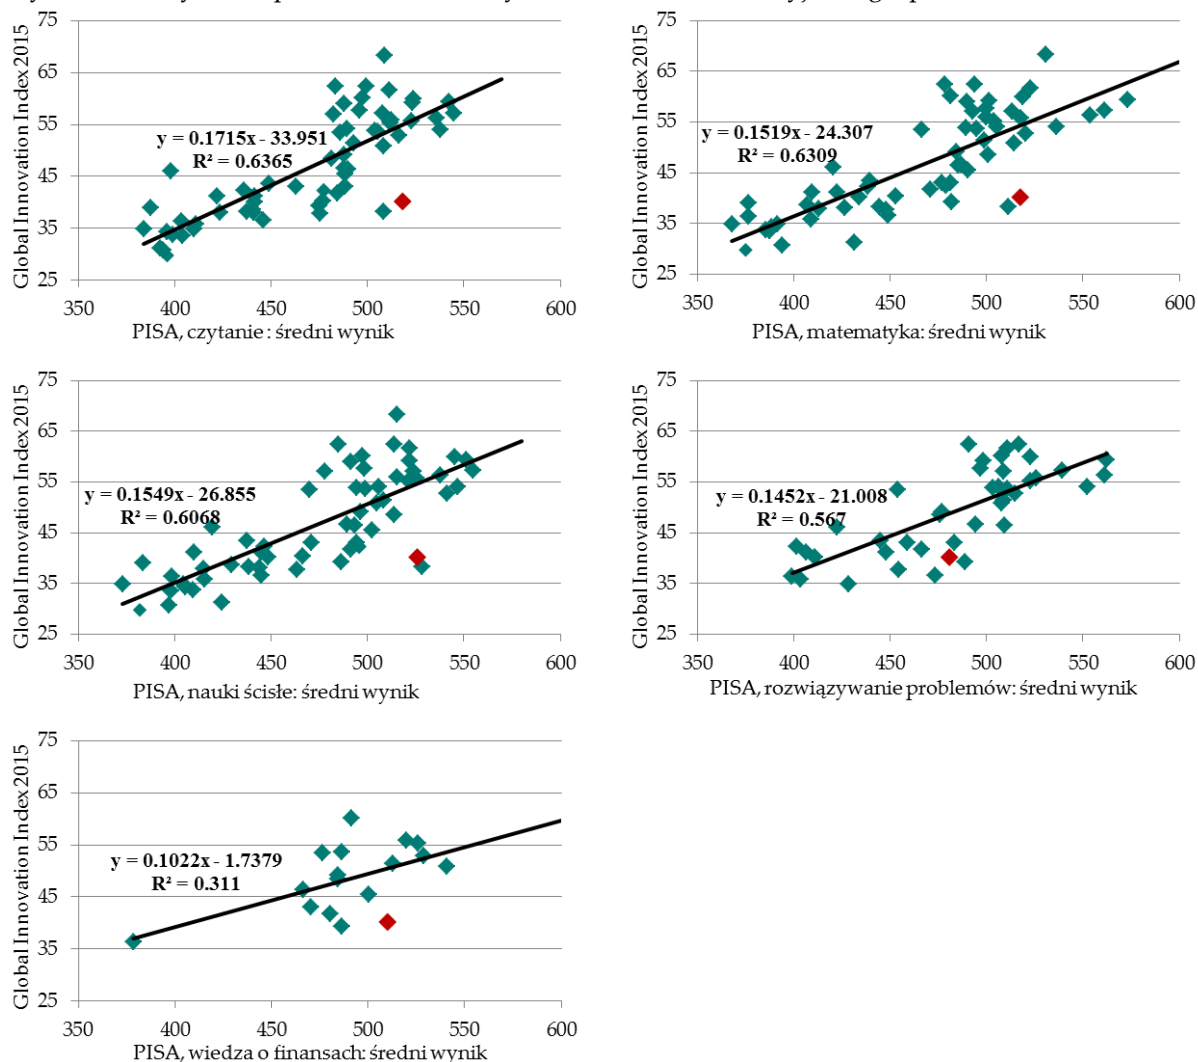 75
65
55
45
35
25
Global Innovation Index 2015
y = 0.1715x - 33.951
R² = 0.6365
350 400 450 500 550 600
PISA, czytanie : średni wynik
75
65
55
45
35
25
Global Innovation Index 2015
y = 0.1519x - 24.307
R² = 0.6309
350 400 450 500 550 600
PISA, matematyka: średni wynik
75
65
55
45
35
25
Global Innovation Index 2015
y = 0.1549x - 26.855
R² = 0.6068
350 400 450 500 550 600
PISA, nauki ścisłe: średni wynik
75
65
55
45
35
25
Global Innovation Index 2015
y = 0.1452x - 21.008
R² = 0.567
350 400 450 500 550 600
PISA, rozwiązywanie problemów: średni wynik
75
65
55
45
35
25
Global Innovation Index 2015
y = 0.1022x - 1.7379
R² = 0.311
350 400 450 500 550 600
PISA, wiedza o finansach: średni wynik